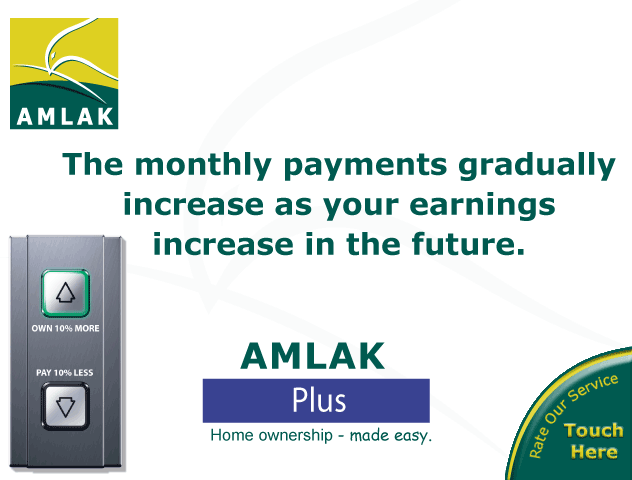 AMLAK
The monthly payments gradually
increase as your earnings
increase in the future.
OWN 10% MORE
PAY 10% LESS
AMLAK
Plus
Home ownership - made easy.
Rate Our Service
Touch
Here